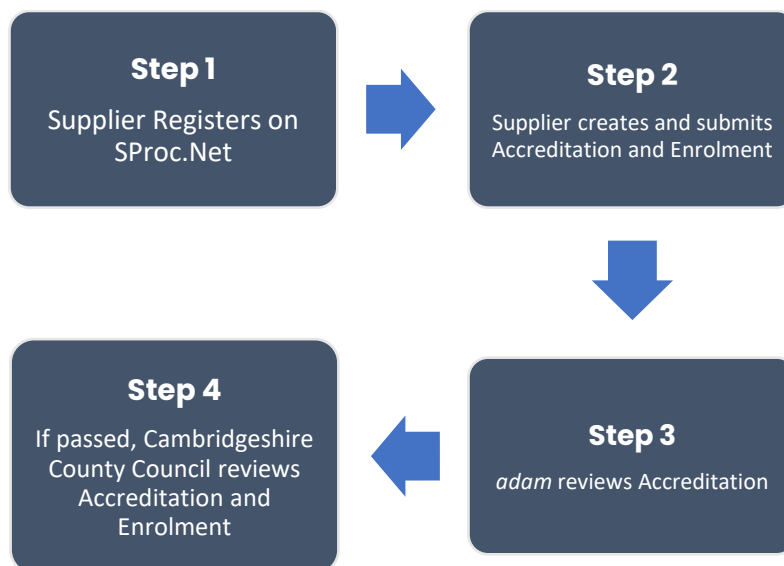 Step 1
Supplier Registers on
SProc.Net
Step 2
Supplier creates and submits
Accreditation and Enrolment
Step 3
adam reviews Accreditation
Step 4
If passed, Cambridgeshire
County Council reviews
Accreditation and
Enrolment